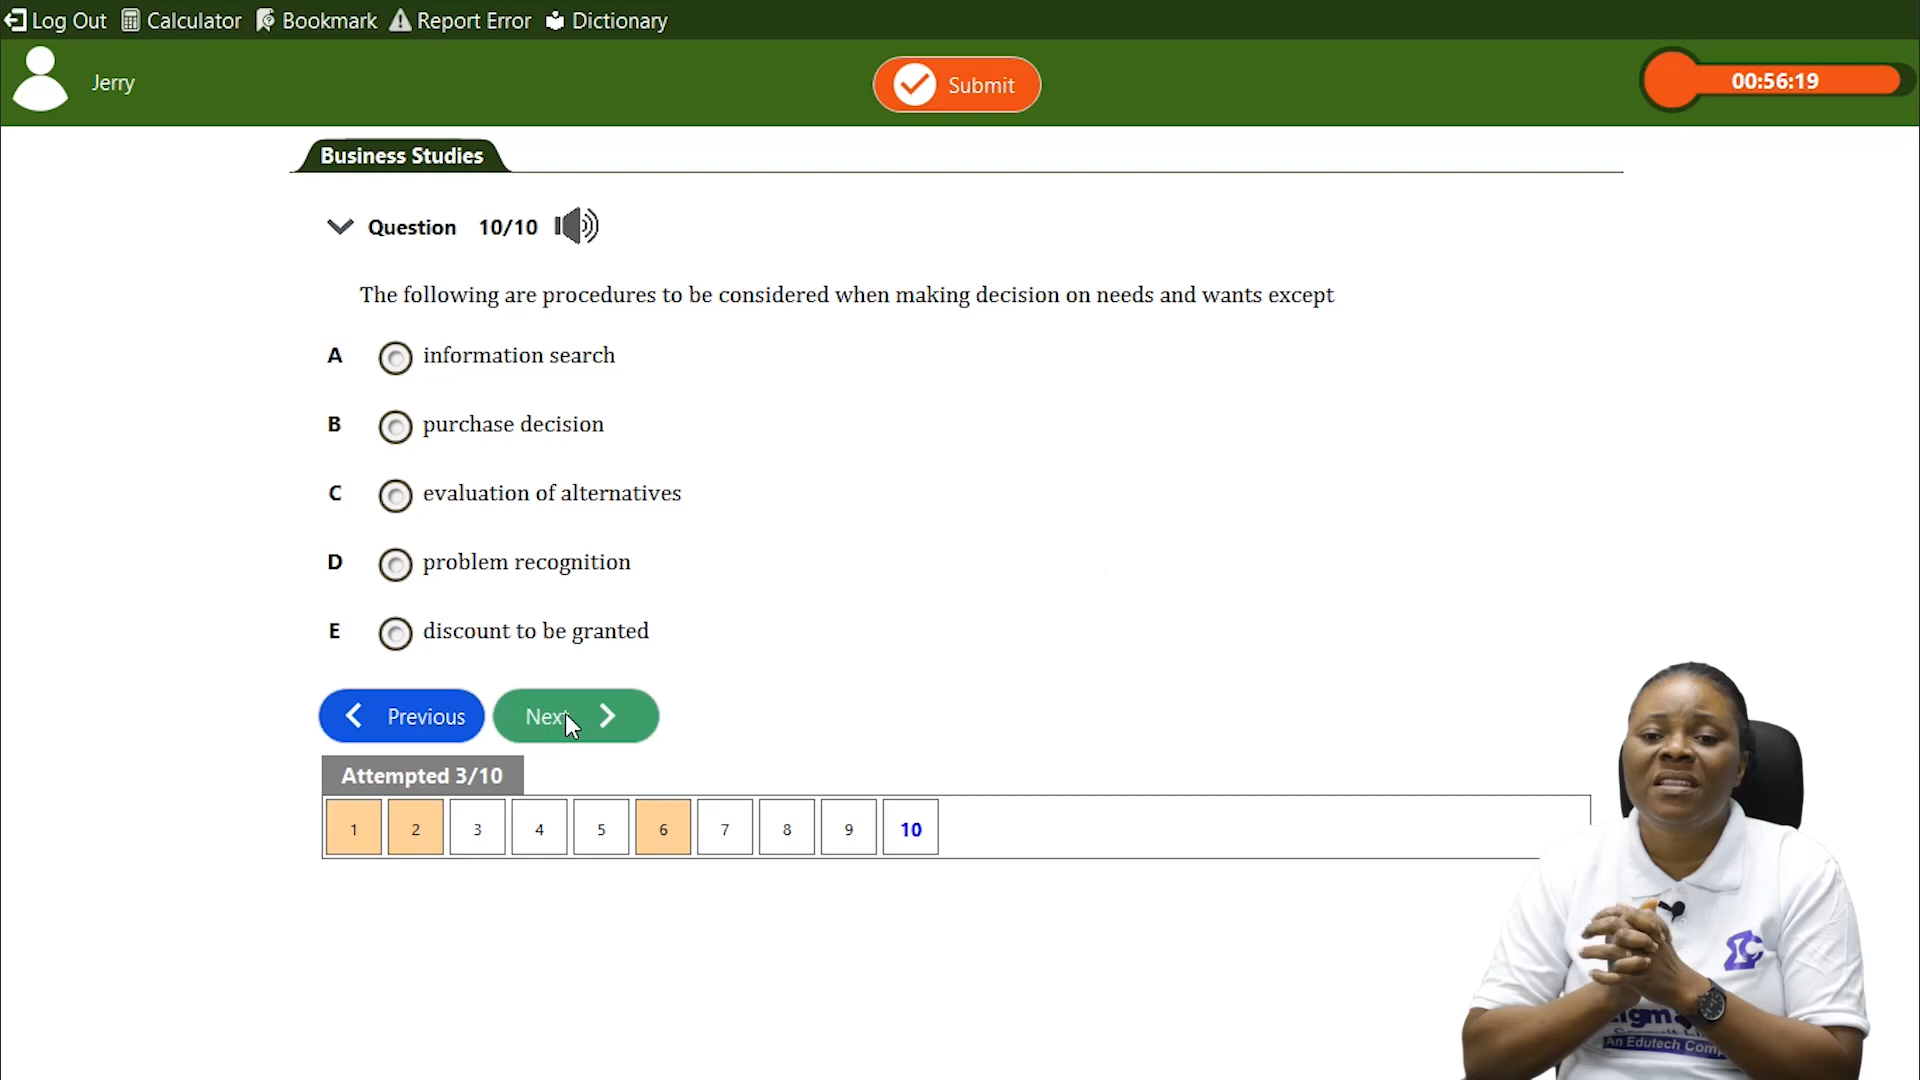 Log Out Calculator Bookmark Report Error Dictionary
Jerry
Submit
00:56:19
Business Studies
Question 10/10
The following are procedures to be considered when making decision on needs and wants except
A information search
B purchase decision
C evaluation of alternatives
D problem recognition
E discount to be granted
Previous
Next
Attempted 3/10
1 2 3 4 5 6 7 8 9 10
An Edutech Comp